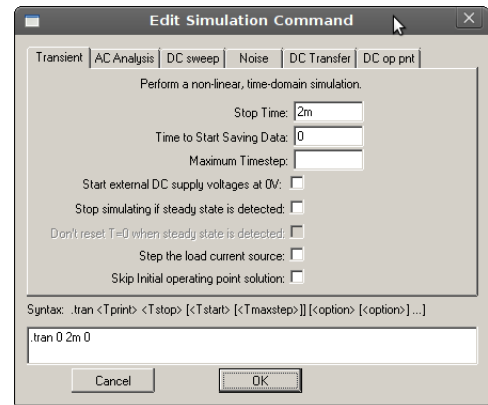 Edit Simulation Command
Transient AC Analysis DC sweep Noise DC Transfer DC op pnt
Perform a non-linear, time-domain simulation.
Stop Time: 2m
Time to Start Saving Data: 0
Maximum Timestep:
Start external DC supply voltages at 0V:
Stop simulating if steady state is detected:
Don't reset T=0 when steady state is detected:
Step the load current source:
Skip Initial operating point solution:
Syntax: .tran <Tprint> <Tstop> [<Tstart> [<Tmaxstep>]] [<option> [<option>] ...]
.tran 0 2m 0
Cancel OK